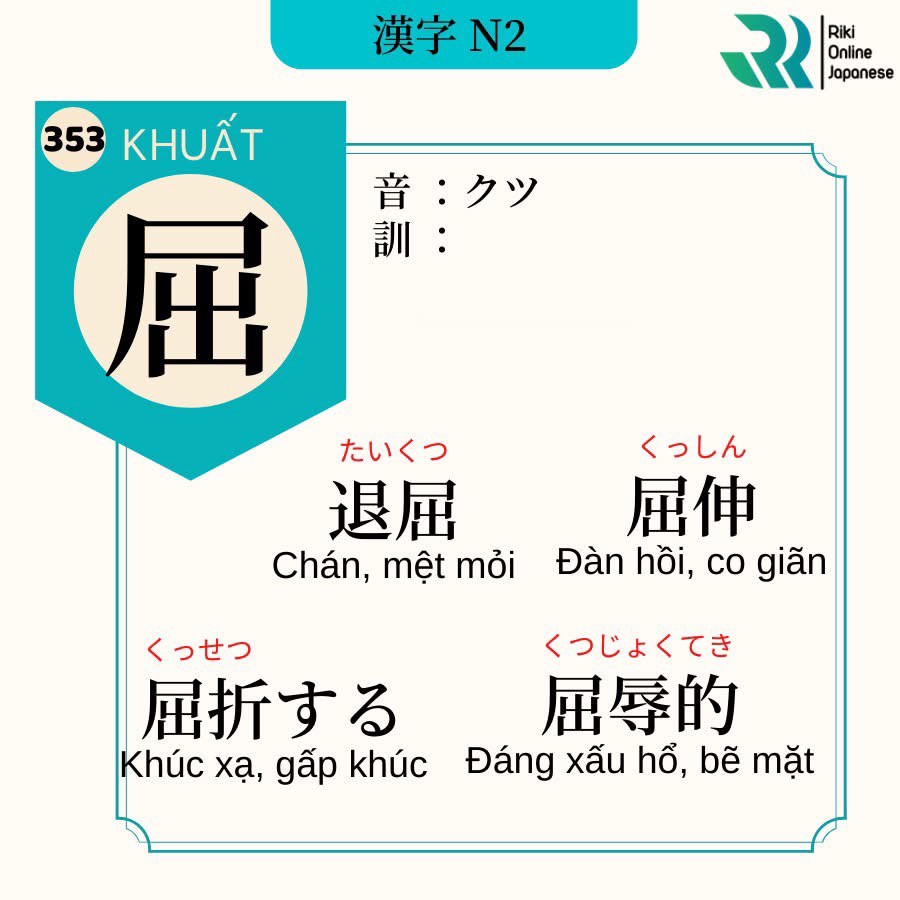 漢字 N2
Riki
Online
Japanese
353
KHUẤT
屈
音 ：クツ
訓 ：
たいくつ
退屈
Chán, mệt mỏi
くっしん
屈伸
Đàn hồi, co giãn
くっせつ
屈折する
Khúc xạ, gấp khúc
くつじょくてき
屈辱的
Đáng xấu hổ, bẽ mặt